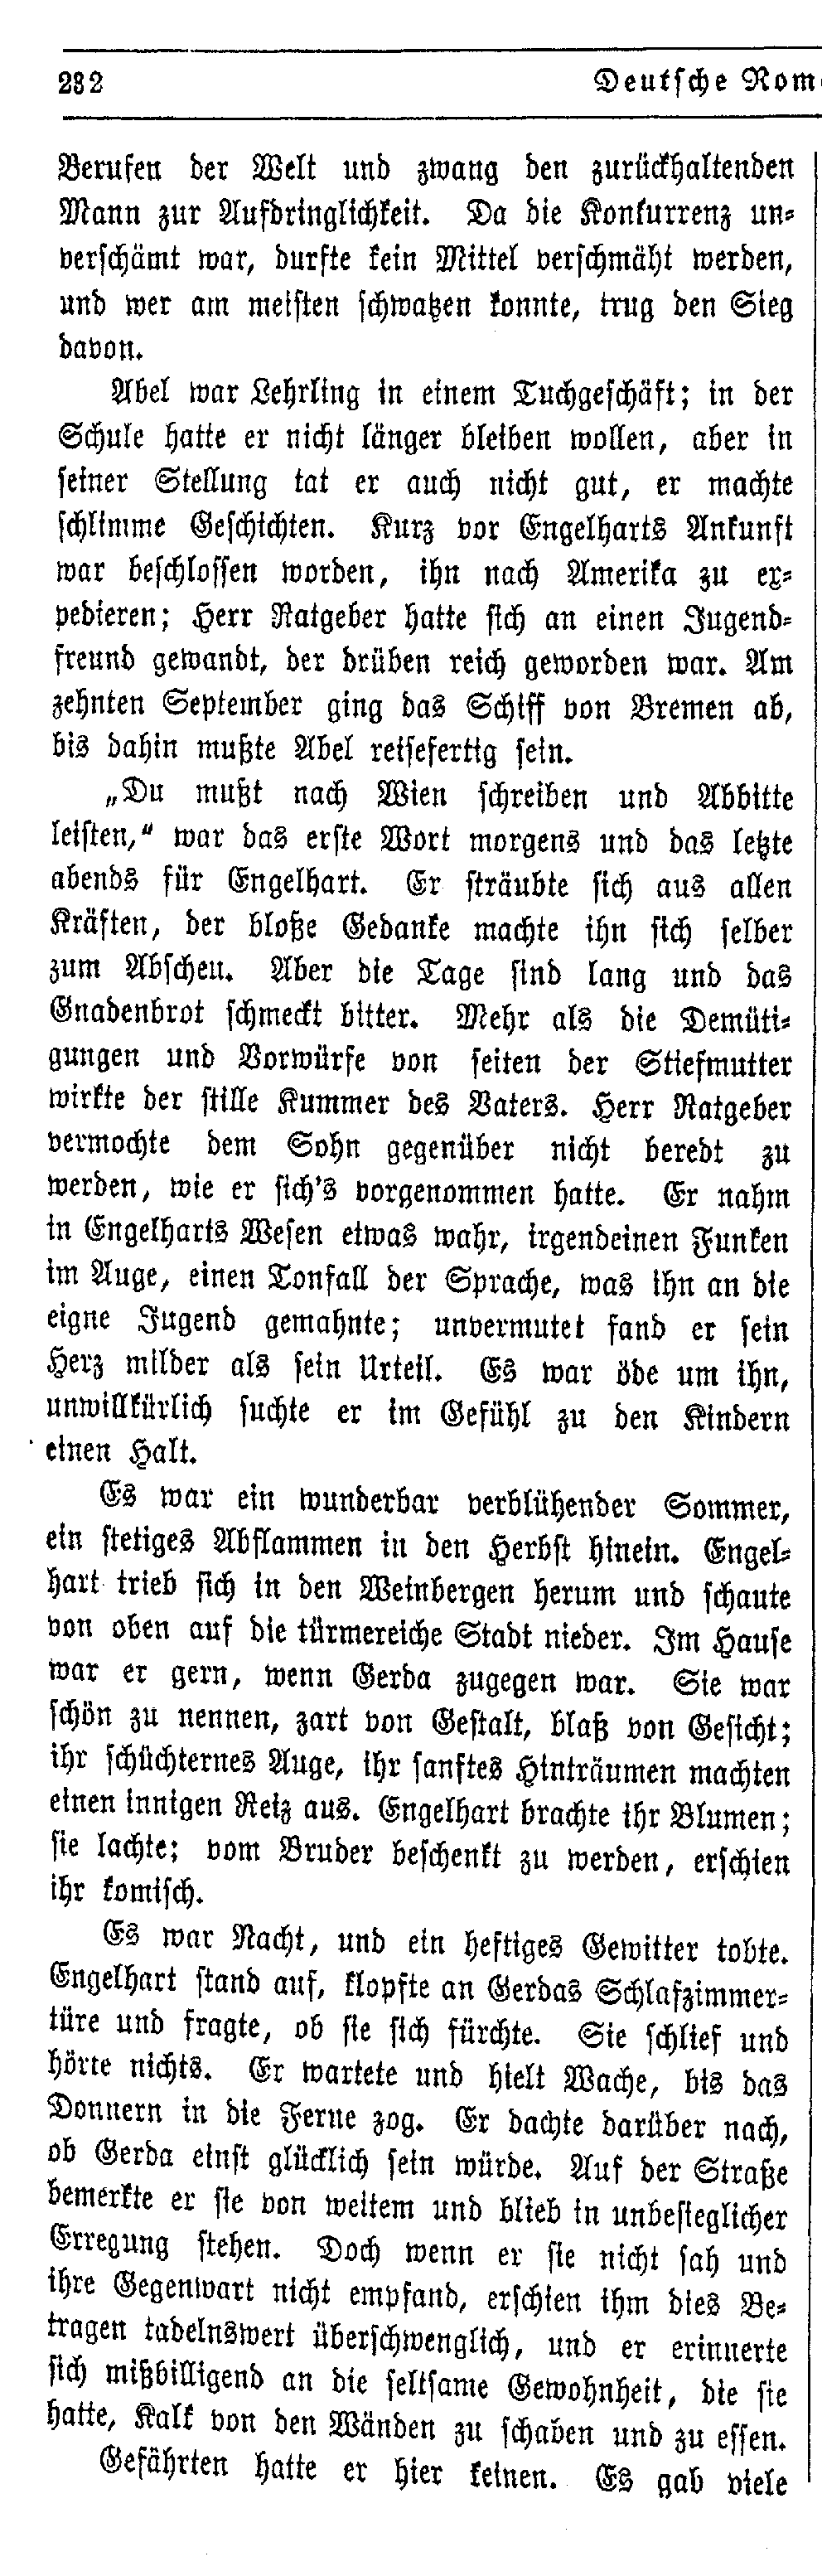 232
Deutsche Rom
Berufen der Welt und zwang den zurückhaltenden
Mann zur Aufdringlichkeit. Da die Konkurrenz un-
verschämt war, durfte kein Mittel verschmäht werden,
und wer am meisten schwatzen konnte, trug den Sieg
davon.
Abel war Lehrling in einem Tuchgeschäft; in der
Schule hatte er nicht länger bleiben wollen, aber in
seiner Stellung tat er auch nicht gut, er machte
schlimme Geschichten. Kurz vor Engelharts Ankunft
war beschlossen worden, ihn nach Amerika zu ex-
pedieren; Herr Ratgeber hatte sich an einen Jugend-
freund gewandt, der drüben reich geworden war. Am
zehnten September ging das Schiff von Bremen ab,
bis dahin mußte Abel reisefertig sein.
„Du mußt nach Wien schreiben und Abbitte
leisten,“ war das erste Wort morgens und das letzte
abends für Engelhart. Er sträubte sich aus allen
Kräften, der bloße Gedanke machte ihn sich selber
zum Abscheu. Aber die Tage sind lang und das
Gnadenbrot schmeckt bitter. Mehr als die Demüti-
gungen und Vorwürfe von seiten der Stiefmutter
wirkte der stille Kummer des Vaters. Herr Ratgeber
vermochte dem Sohn gegenüber nicht beredt zu
werden, wie er sich's vorgenommen hatte. Er nahm
in Engelharts Wesen etwas wahr, irgendeinen Funken
im Auge, einen Tonfall der Sprache, was ihn an die
eigne Jugend gemahnte; unvermutet fand er sein
Herz milder als sein Urteil. Es war öde um ihn,
unwillkürlich suchte er im Gefühl zu den Kindern
einen Halt.
Es war ein wunderbar verblühender Sommer,
ein stetiges Abflammen in den Herbst hinein. Engel-
hart trieb sich in den Weinbergen herum und schaute
von oben auf die türmereiche Stadt nieder. Im Hause
war er gern, wenn Gerda zugegen war. Sie war
schön zu nennen, zart von Gestalt, blaß von Gesicht;
ihr schüchternes Auge, ihr sanftes Hinträumen machten
einen innigen Reiz aus. Engelhart brachte ihr Blumen;
sie lachte; vom Bruder beschenkt zu werden, erschien
ihr komisch.
Es war Nacht, und ein heftiges Gewitter tobte.
Engelhart stand auf, klopfte an Gerdas Schlafzimmer-
türe und fragte, ob sie sich fürchte. Sie schlief und
hörte nichts. Er wartete und hielt Wache, bis das
Donnern in die Ferne zog. Er dachte darüber nach,
ob Gerda einst glücklich sein würde. Auf der Straße
bemerkte er sie von weitem und blieb in unbesieglicher
Erregung stehen. Doch wenn er sie nicht sah und
ihre Gegenwart nicht empfand, erschien ihm dies Be-
tragen tadelnswert überschwenglich, und er erinnerte
sich mißbilligend an die seltsame Gewohnheit, die sie
hatte, Kalk von den Wänden zu schaben und zu essen.
Gefährten hatte er hier keinen. Es gab viele